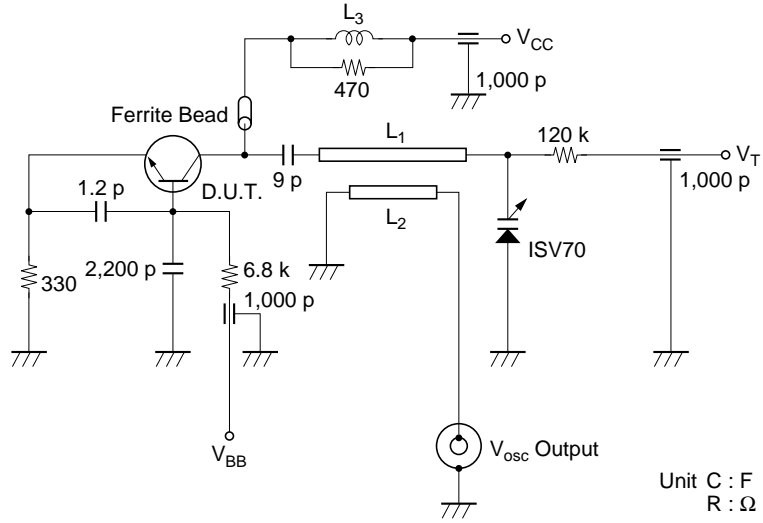 L3
VCC
470
1,000 p
Ferrite Bead
L1
120 k
VT
D.U.T.
9 p
1,000 p
1.2 p
L2
ISV70
330
2,200 p
6.8 k
1,000 p
VBB
Vosc Output
Unit C : F
R : Ω